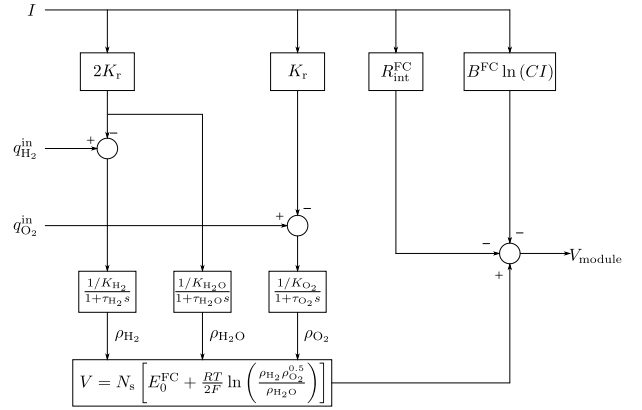 I
2K_r K_r R_int^FC B^FC ln (CI)
q_H₂^in + −
q_O₂^in + − − −
V_module
+
(1/K_H₂)/(1+τ_H₂ s) (1/K_H₂O)/(1+τ_H₂O s) (1/K_O₂)/(1+τ_O₂ s)
ρ_H₂ ρ_H₂O ρ_O₂
V = N_s [ E_0^FC + (RT)/(2F) ln ( (ρ_H₂ ρ_O₂^0.5)/(ρ_H₂O) ) ]